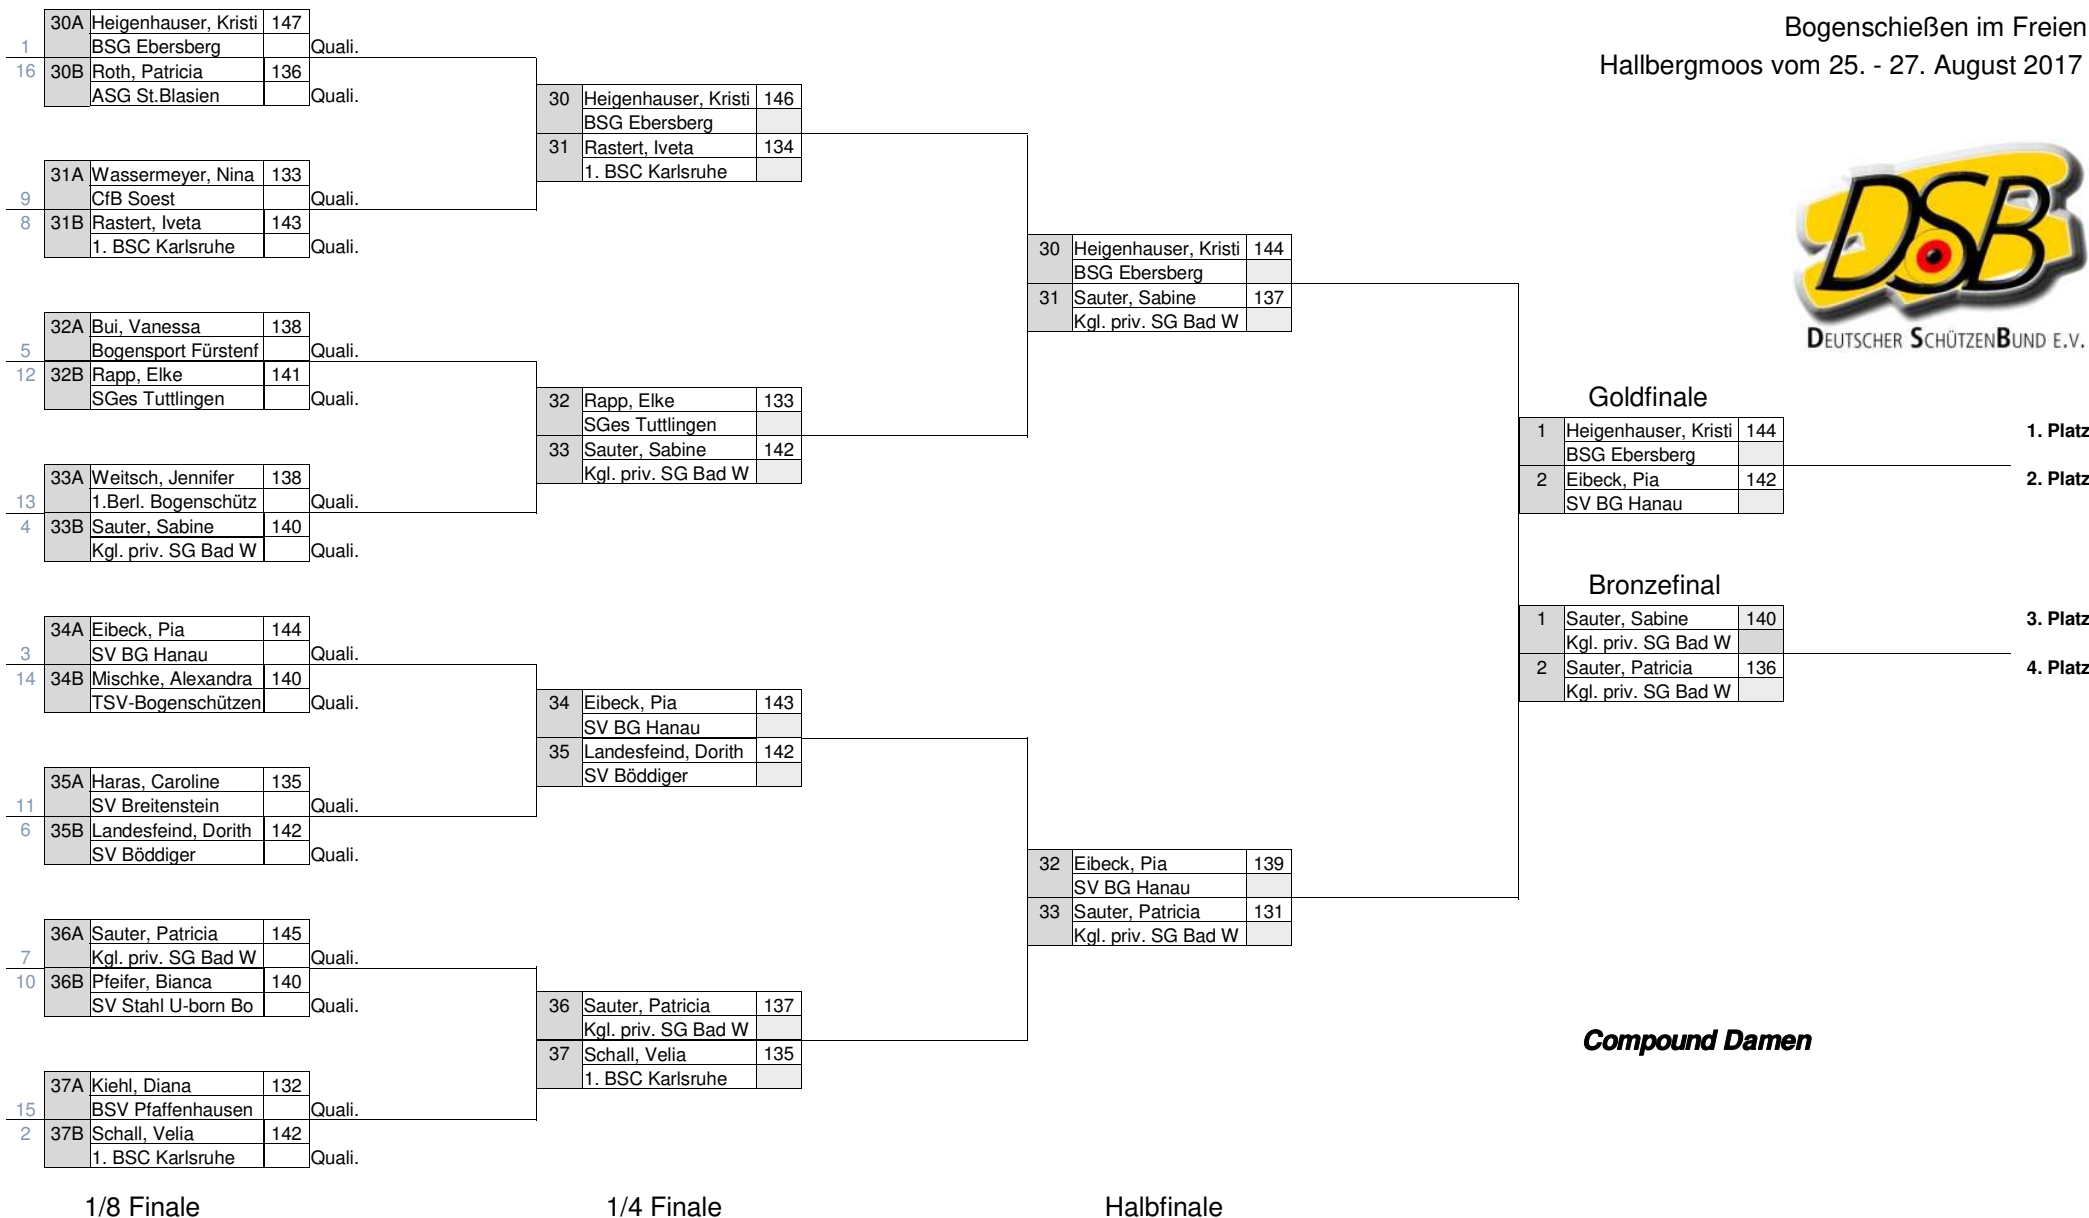 Bogenschießen im Freien
Hallbergmoos vom 25. - 27. August 2017
DSB
DEUTSCHER SCHÜTZENBUND E.V.
30A Heigenhauser, Kristi 147
1 BSG Ebersberg Quali.
16 30B Roth, Patricia 136
ASG St.Blasien Quali.
31A Wassermeyer, Nina 133
9 CfB Soest Quali.
8 31B Rastert, Iveta 143
1. BSC Karlsruhe Quali.
32A Bui, Vanessa 138
5 Bogensport Fürstenf Quali.
12 32B Rapp, Elke 141
SGes Tuttlingen Quali.
33A Weitsch, Jennifer 138
13 1.Berl. Bogenschütz Quali.
4 33B Sauter, Sabine 140
Kgl. priv. SG Bad W Quali.
34A Eibeck, Pia 144
3 SV BG Hanau Quali.
14 34B Mischke, Alexandra 140
TSV-Bogenschützen Quali.
35A Haras, Caroline 135
11 SV Breitenstein Quali.
6 35B Landesfeind, Dorith 142
SV Böddiger Quali.
36A Sauter, Patricia 145
7 Kgl. priv. SG Bad W Quali.
10 36B Pfeifer, Bianca 140
SV Stahl U-born Bo Quali.
37A Kiehl, Diana 132
15 BSV Pfaffenhausen Quali.
2 37B Schall, Velia 142
1. BSC Karlsruhe Quali.
1/8 Finale
30 Heigenhauser, Kristi 146
BSG Ebersberg
31 Rastert, Iveta 134
1. BSC Karlsruhe
32 Rapp, Elke 133
SGes Tuttlingen
33 Sauter, Sabine 142
Kgl. priv. SG Bad W
34 Eibeck, Pia 143
SV BG Hanau
35 Landesfeind, Dorith 142
SV Böddiger
36 Sauter, Patricia 137
Kgl. priv. SG Bad W
37 Schall, Velia 135
1. BSC Karlsruhe
1/4 Finale
30 Heigenhauser, Kristi 144
BSG Ebersberg
31 Sauter, Sabine 137
Kgl. priv. SG Bad W
32 Eibeck, Pia 139
SV BG Hanau
33 Sauter, Patricia 131
Kgl. priv. SG Bad W
Halbfinale
Goldfinale
1 Heigenhauser, Kristi 144 1. Platz
BSG Ebersberg
2 Eibeck, Pia 142 2. Platz
SV BG Hanau
Bronzefinal
1 Sauter, Sabine 140 3. Platz
Kgl. priv. SG Bad W
2 Sauter, Patricia 136 4. Platz
Kgl. priv. SG Bad W
Compound Damen